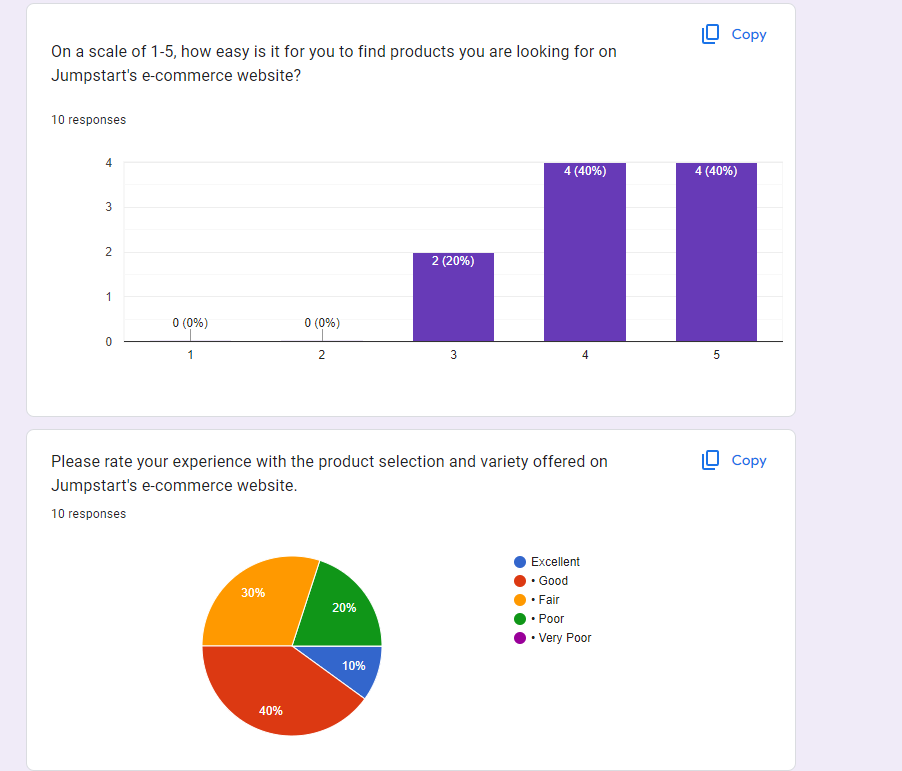 Copy
On a scale of 1-5, how easy is it for you to find products you are looking for on
Jumpstart's e-commerce website?
10 responses
4
3
2
1
0
0 (0%)
0 (0%)
2 (20%)
4 (40%)
4 (40%)
1
2
3
4
5
Copy
Please rate your experience with the product selection and variety offered on
Jumpstart's e-commerce website.
10 responses
30%
20%
10%
40%
Excellent
• Good
• Fair
• Poor
• Very Poor